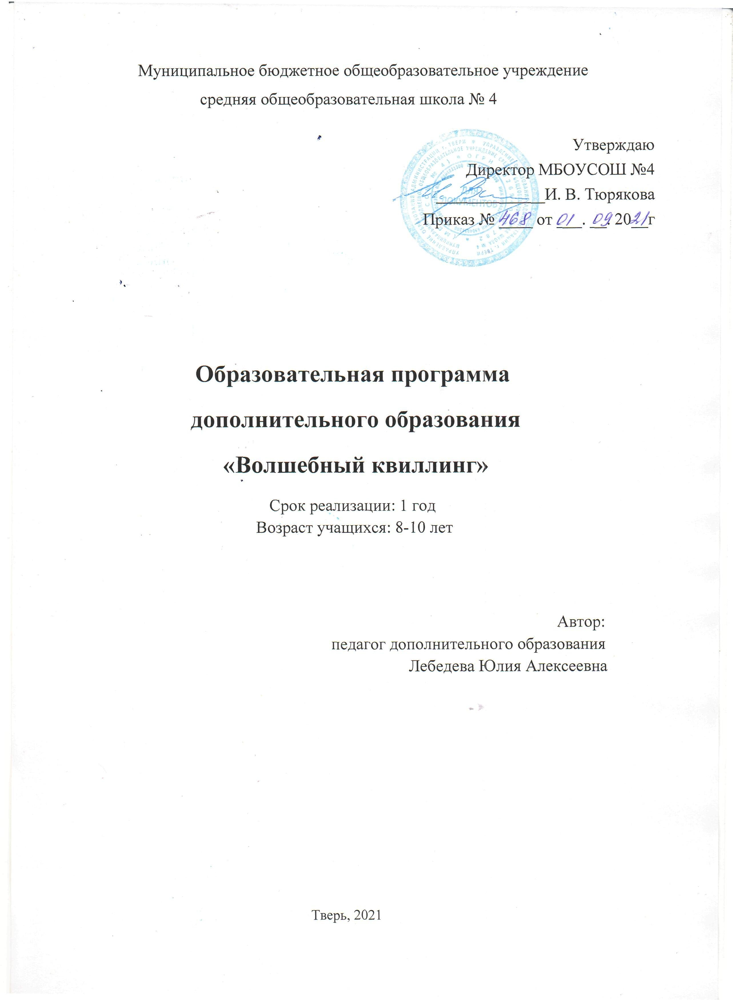 Муниципальное бюджетное общеобразовательное учреждение
средняя общеобразовательная школа № 4
Утверждаю
Директор МБОУСОШ №4
И. В. Тюрякова
Приказ № 468 от 01. 09. 2021г
ДЛЯ
ДОКУМЕНТОВ
Образовательная программа
дополнительного образования
«Волшебный квиллинг»
Срок реализации: 1 год
Возраст учащихся: 8-10 лет
Автор:
педагог дополнительного образования
Лебедева Юлия Алексеевна
Тверь, 2021